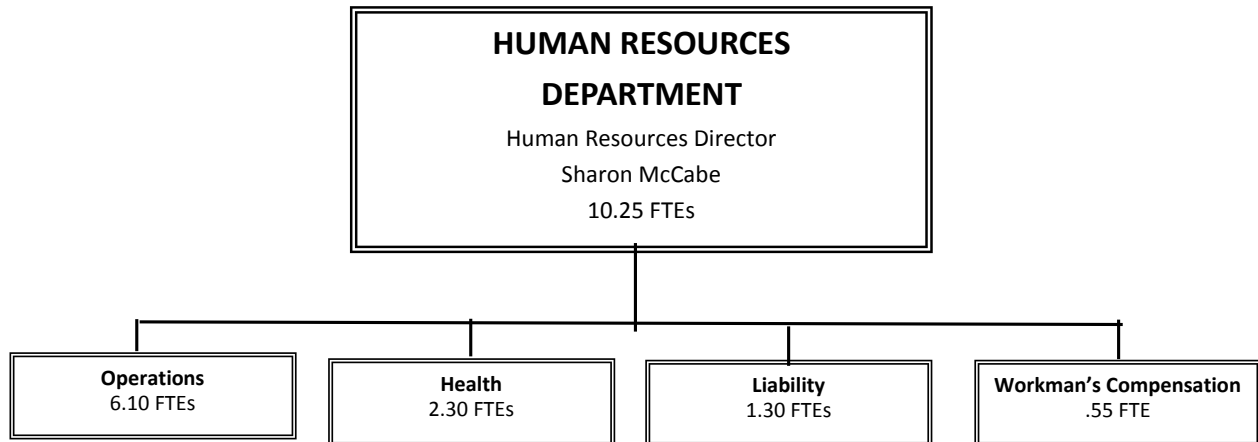 HUMAN RESOURCES
DEPARTMENT
Human Resources Director
Sharon McCabe
10.25 FTEs
Operations
6.10 FTEs
Health
2.30 FTEs
Liability
1.30 FTEs
Workman’s Compensation
.55 FTE